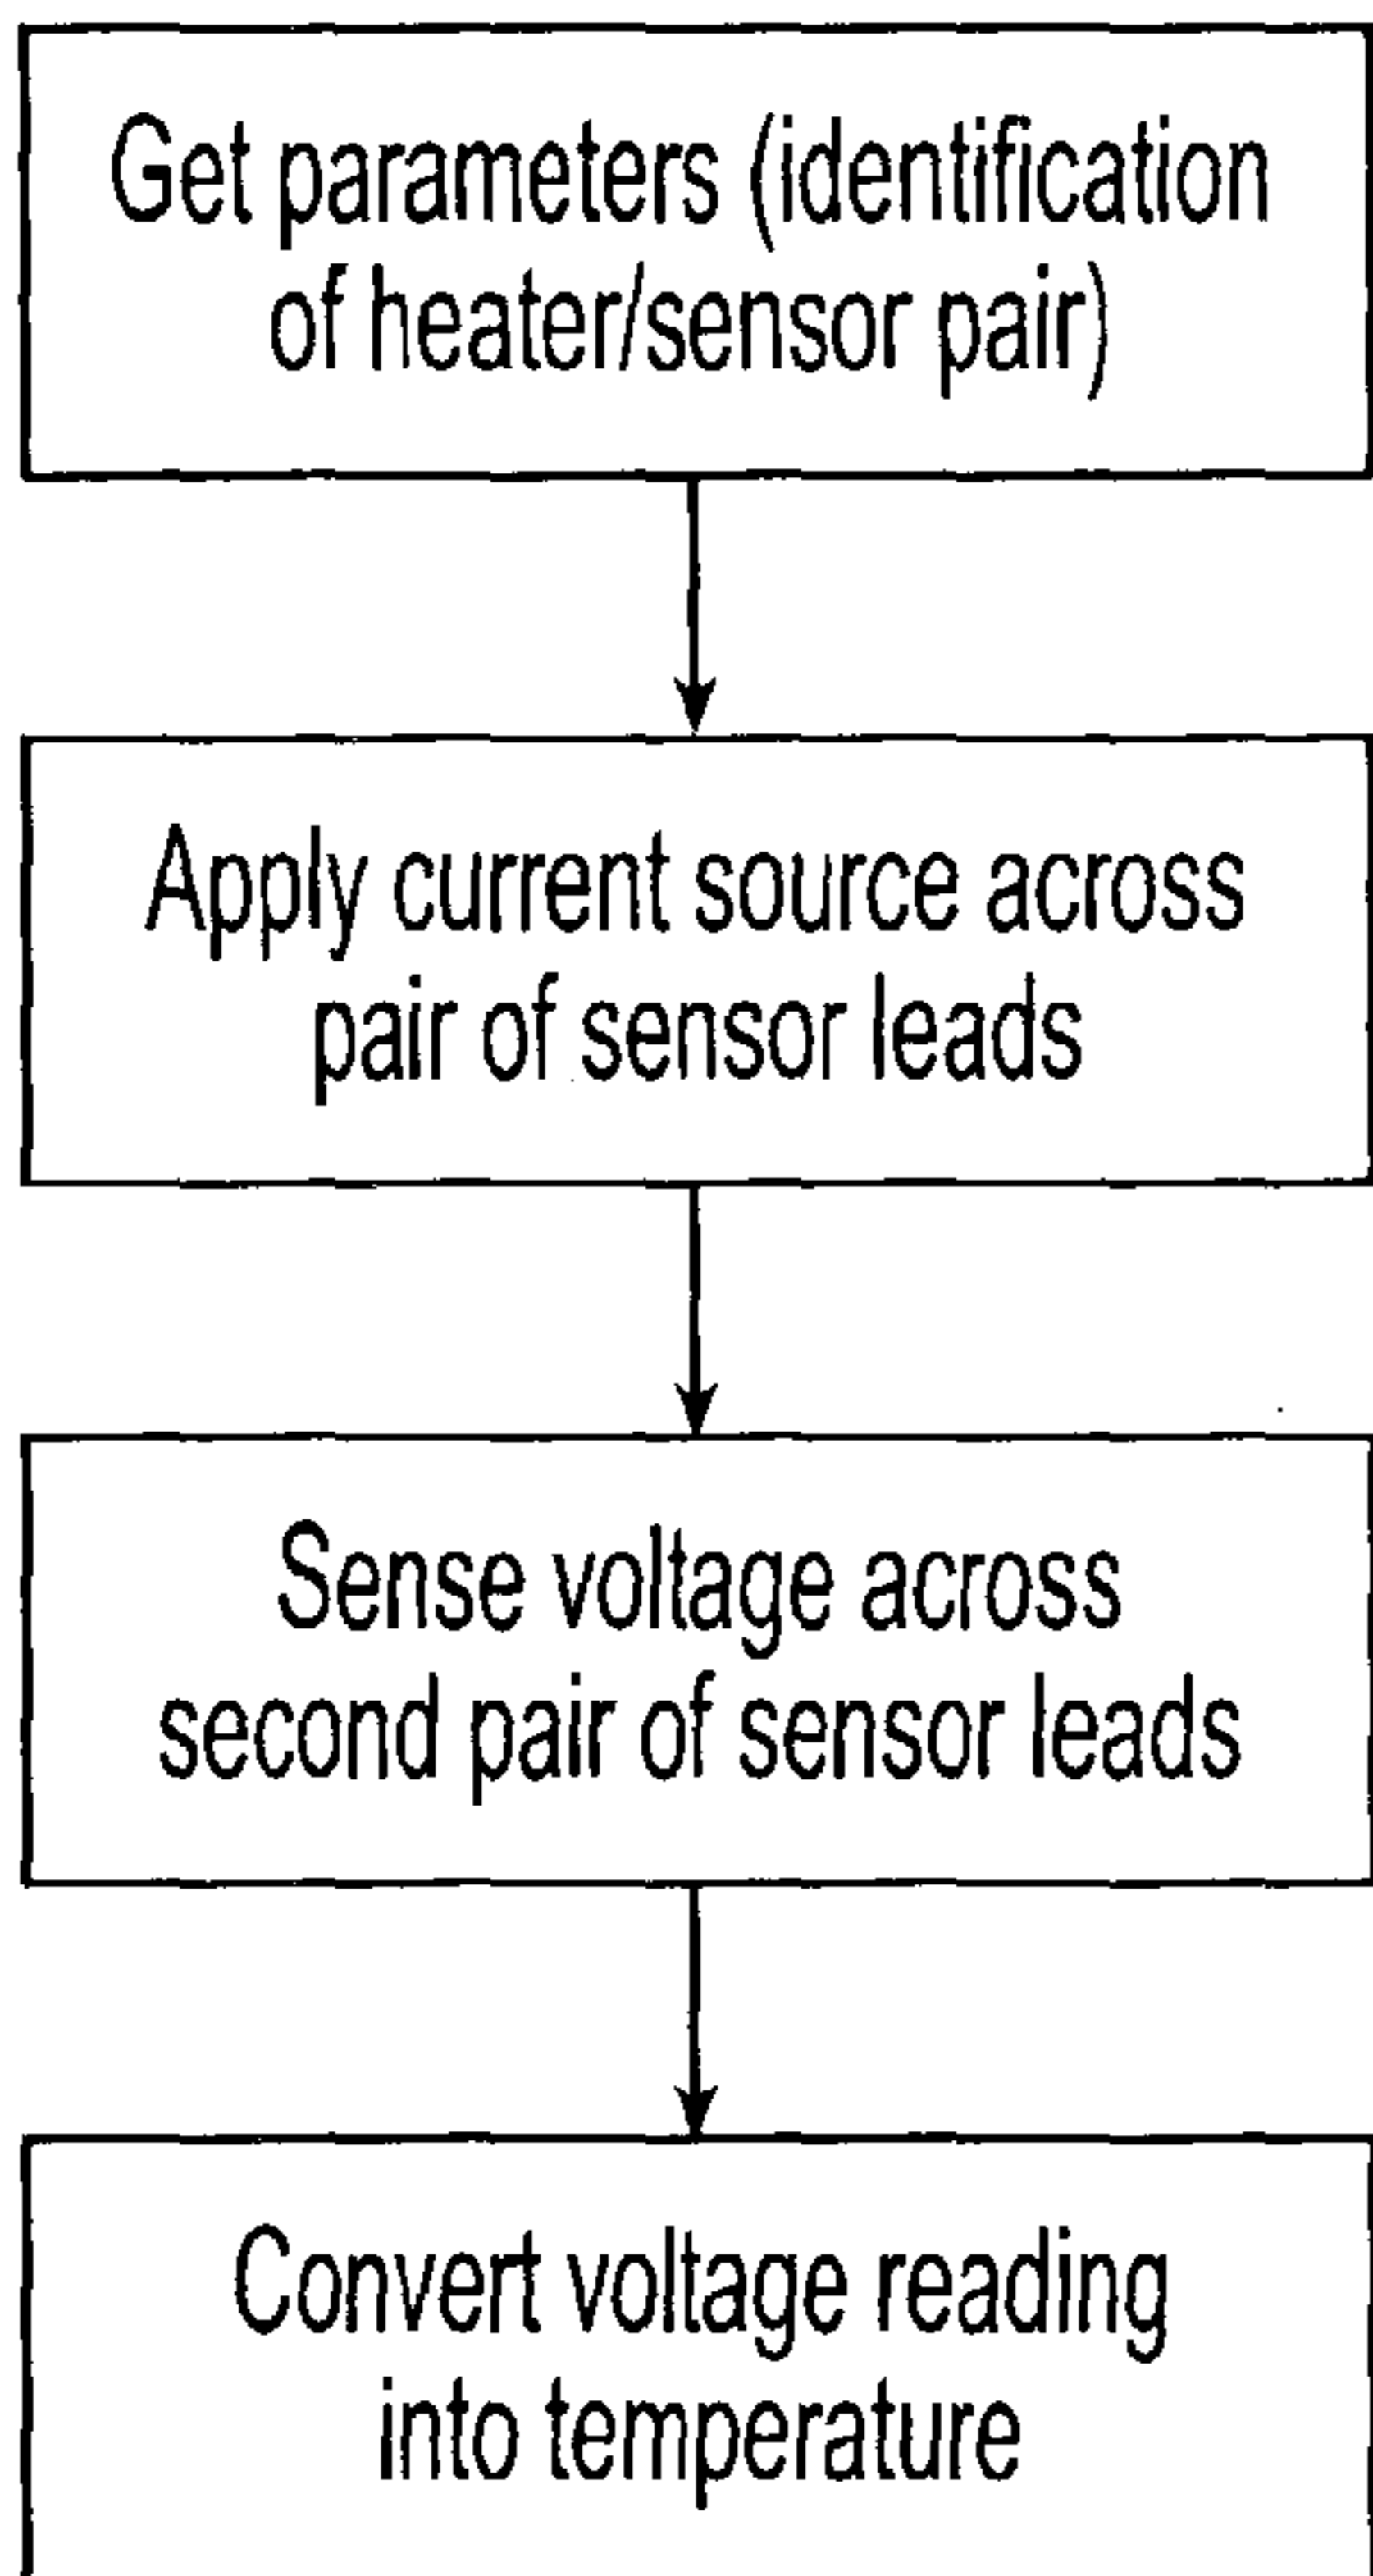 Get parameters (identification
of heater/sensor pair)
Apply current source across
pair of sensor leads
Sense voltage across
second pair of sensor leads
Convert voltage reading
into temperature